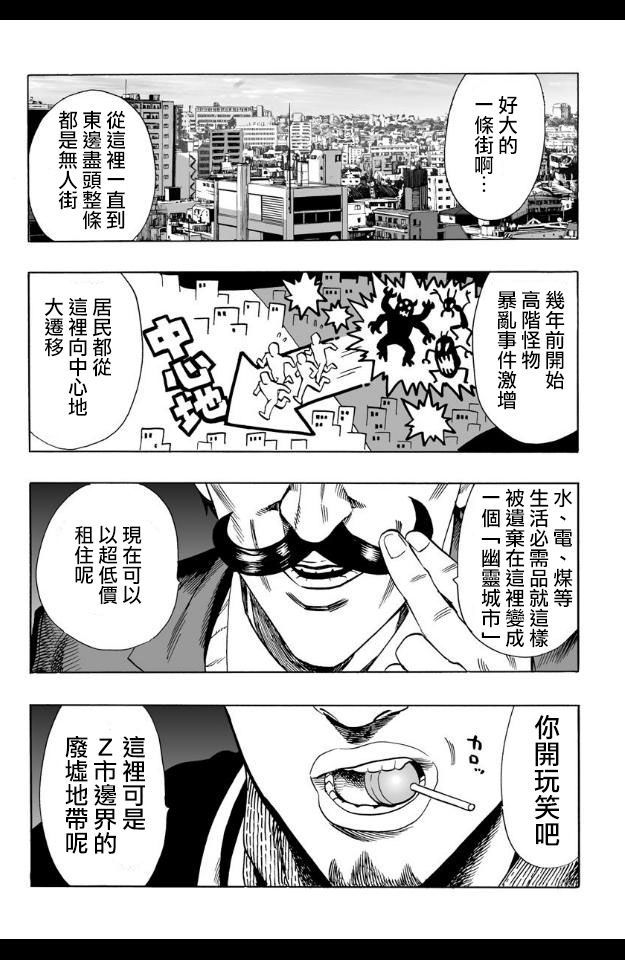 好大的
一條街啊…
從這裡一直到
東邊盡頭整條
都是無人街
幾年前開始
高階怪物
暴亂事件激增
中心地
居民都從
這裡向中心地
大遷移
水、電、煤等
生活必需品就這樣
被遺棄在這裡變成
一個「幽靈城市」
現在可以
以超低價
租住呢
你開玩笑吧
カロッ
這裡可是
Z市邊界的
廢墟地帶呢